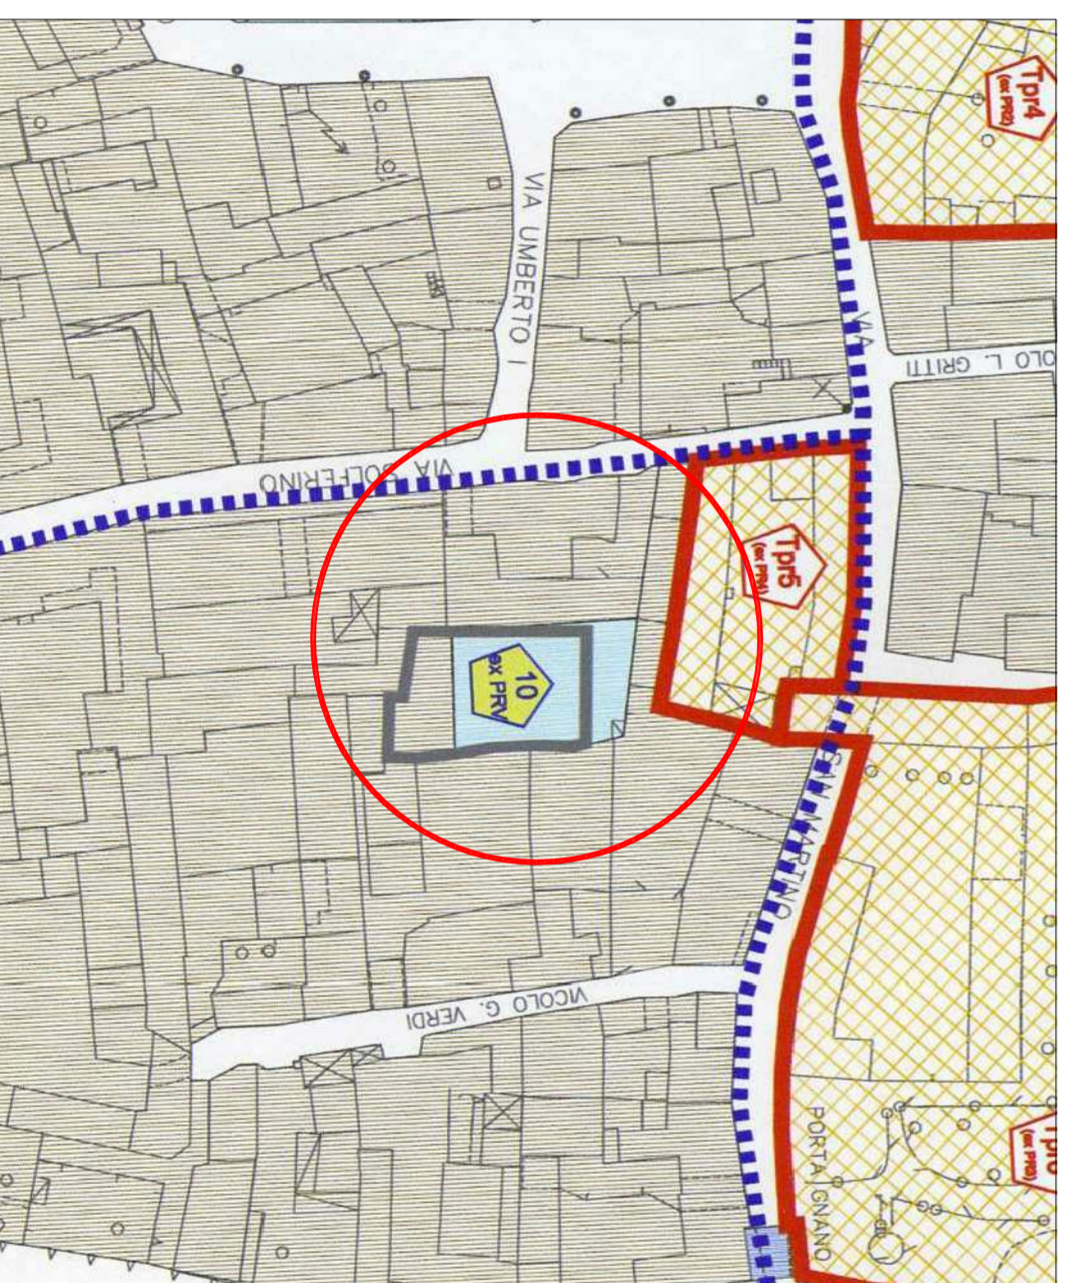 Tpr4
(ex PR2)
VIA UMBERTO I
VIA
OLO L. GRITTI
VIA SOLFERINO
Tpr5
(ex PR4)
10
ex PRV
SAN MARTINO
VICOLO G. VERDI
PORTA IGNANO
(ex PR3)